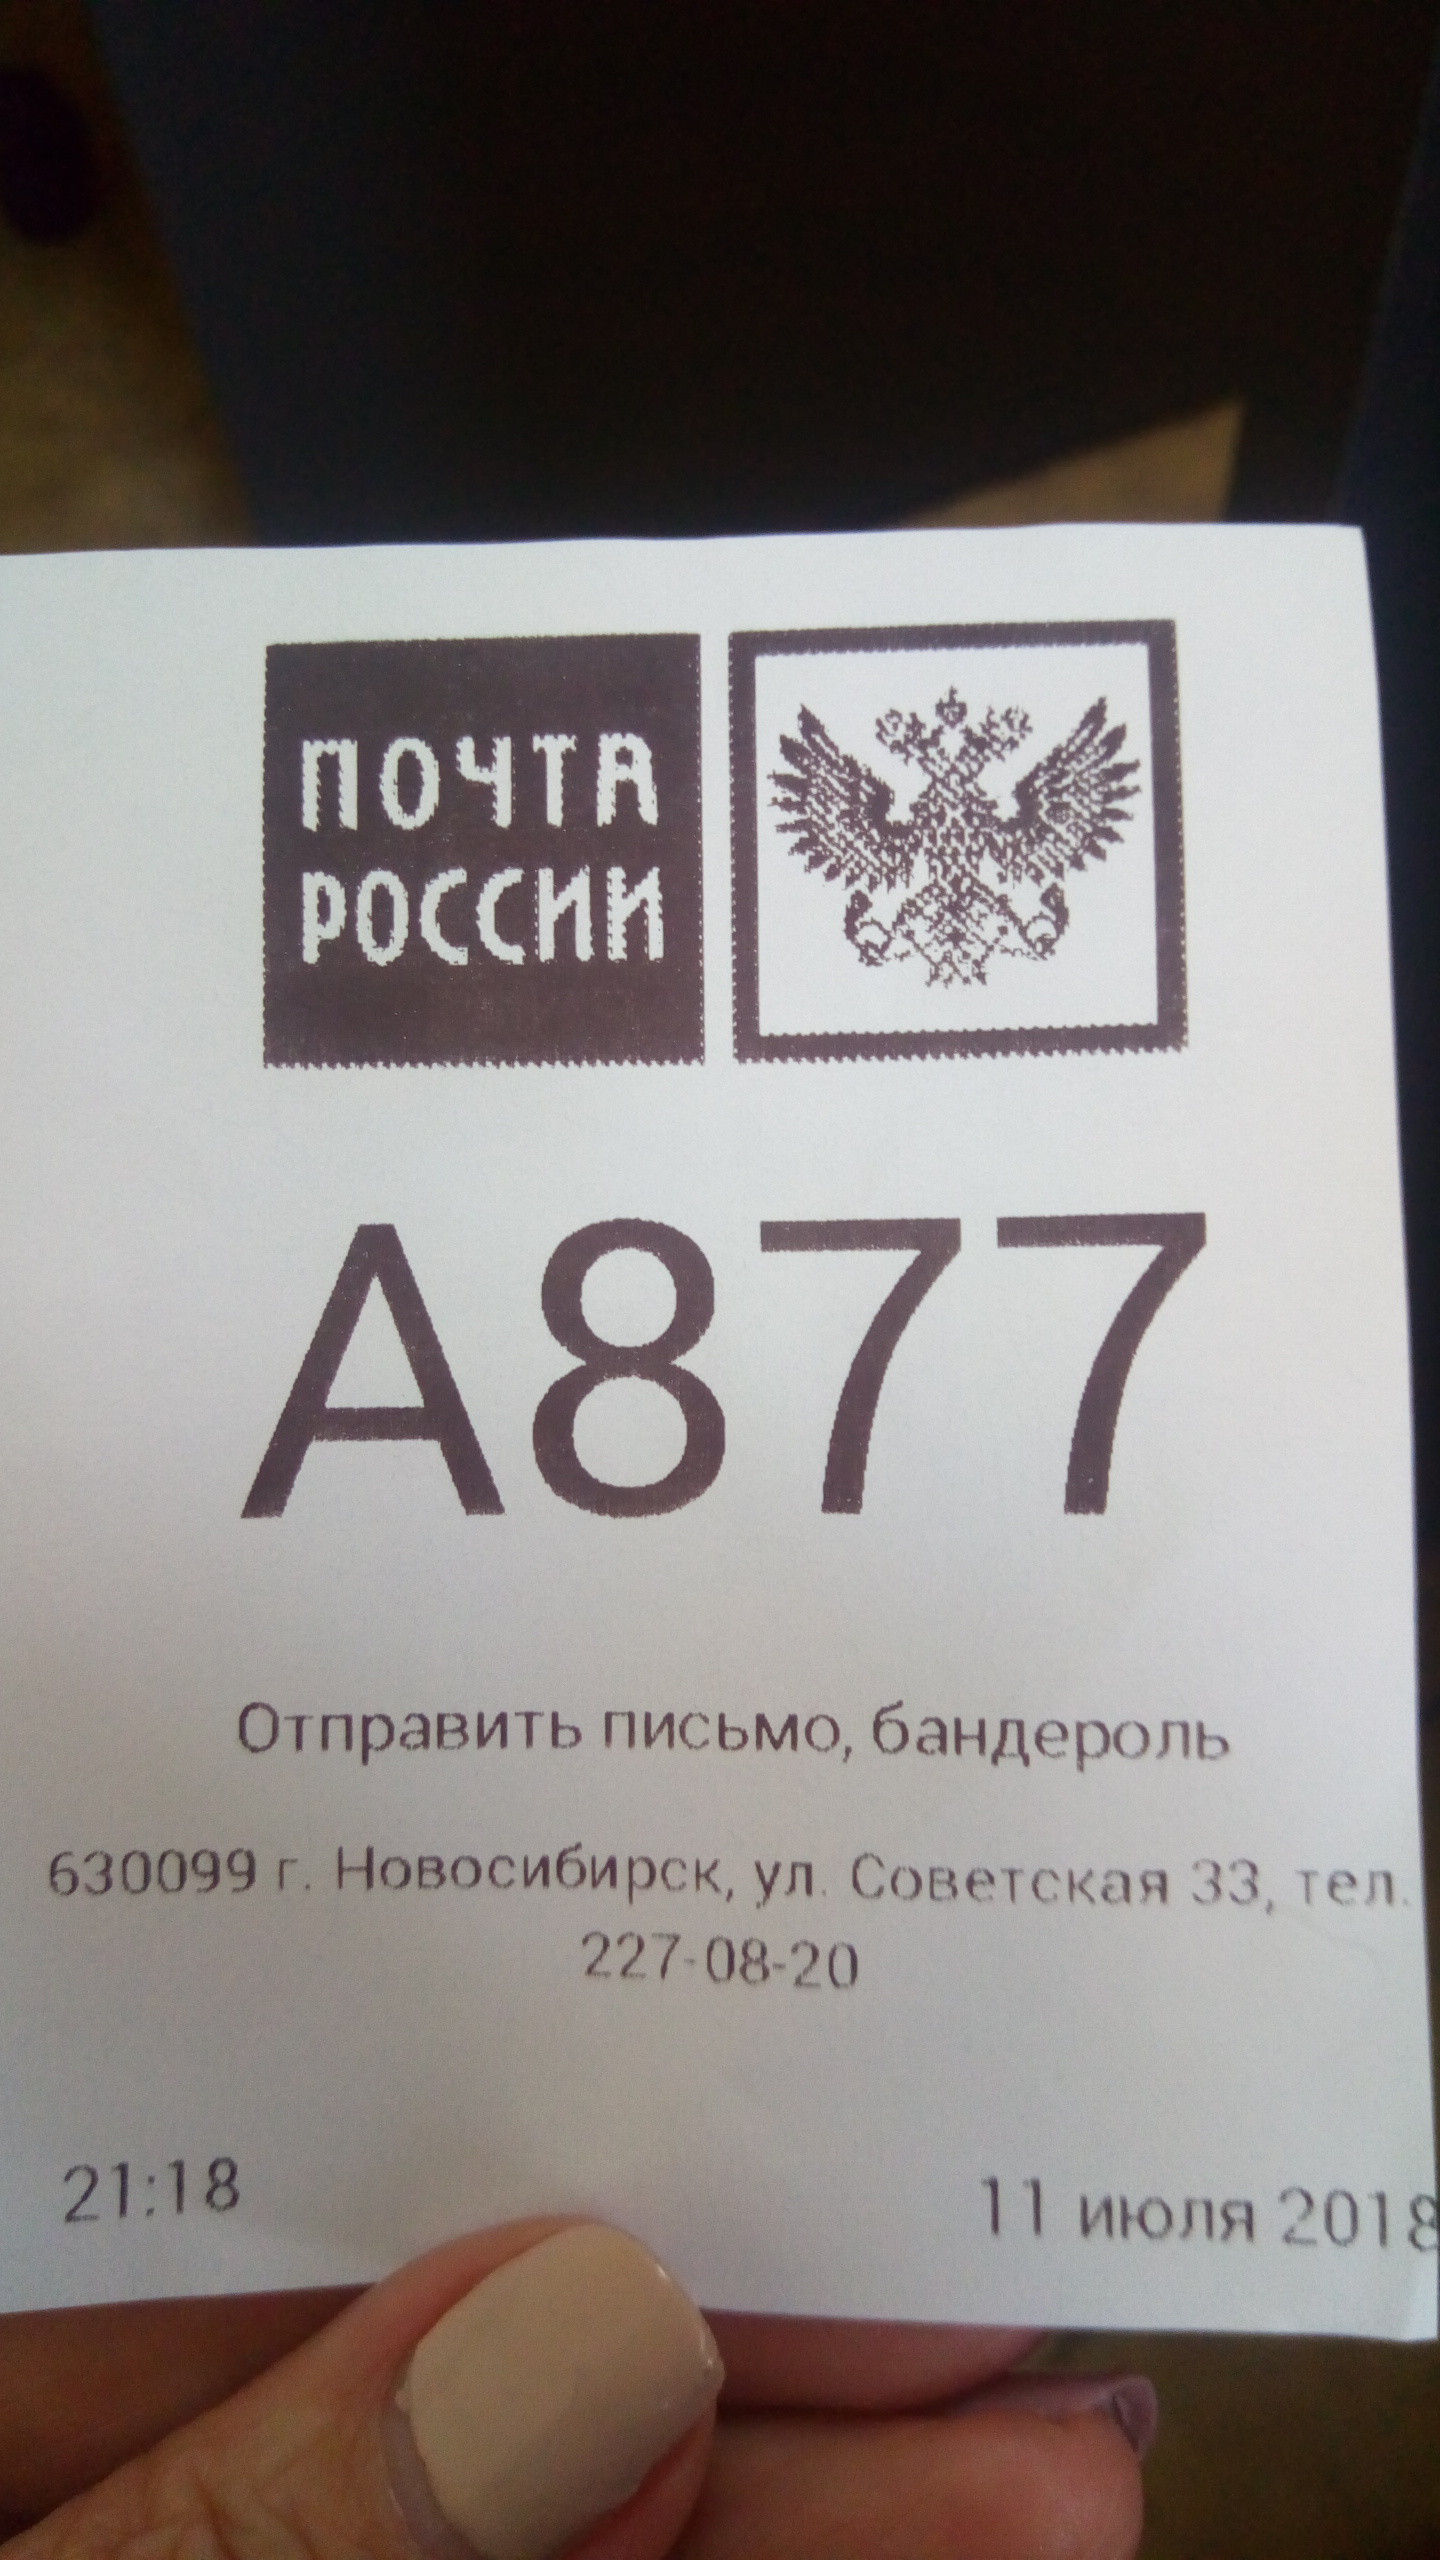 ПОЧТА
РОССИИ
А877
Отправить письмо, бандероль
630099 г. Новосибирск, ул. Советская 33, тел.
227-08-20
21:18 11 июля 2018